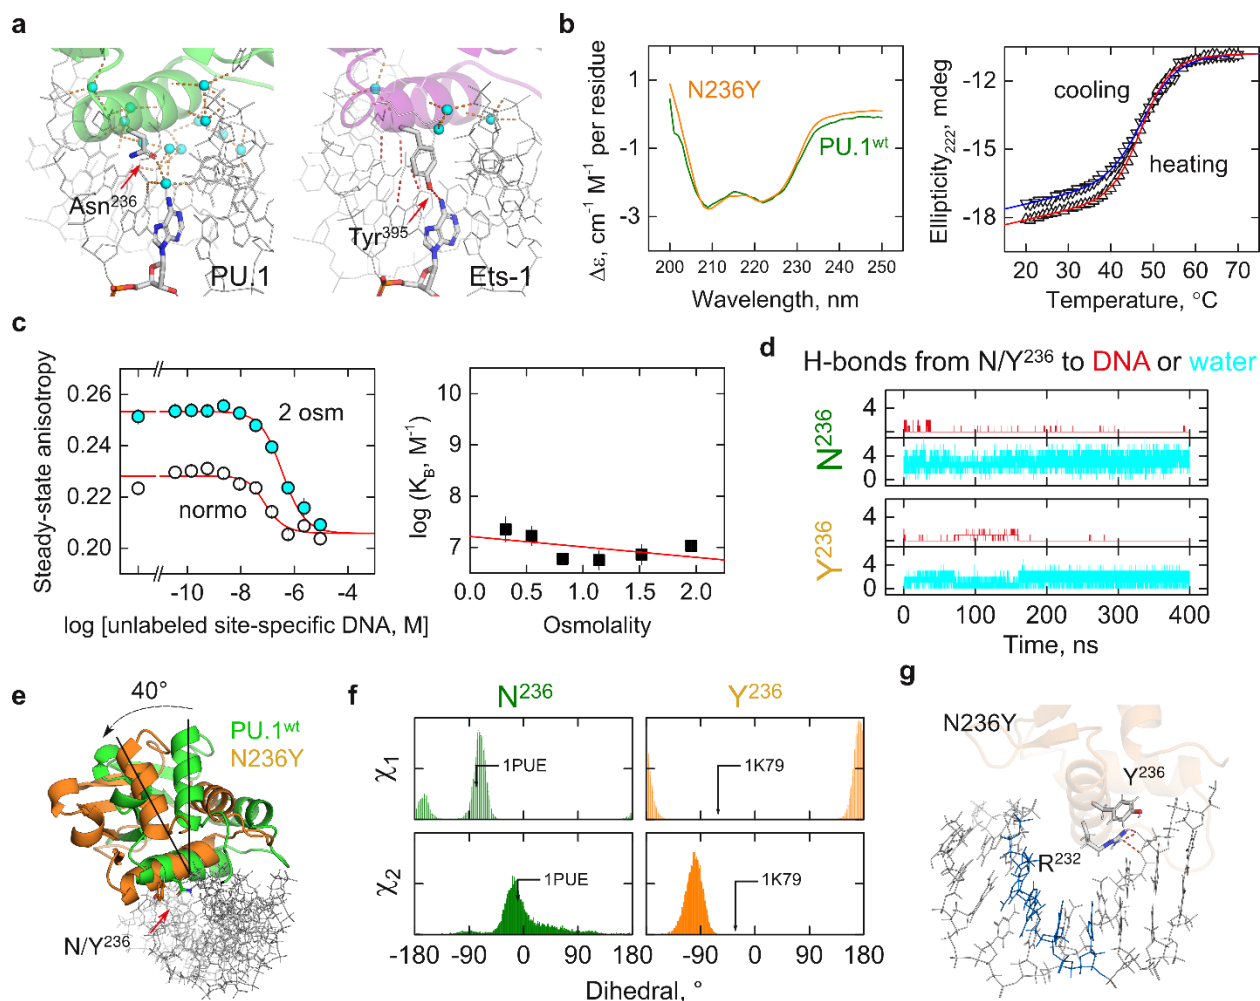 a
Asn236
PU.1
Tyr395
Ets-1
b
Δε, cm-1 M-1 per residue
1
-1
-3
N236Y
PU.1wt
200 210 220 230 240 250
Wavelength, nm
Ellipticity222, mdeg
-12
-15
-18
cooling
heating
20 30 40 50 60 70
Temperature, °C
c
Steady-state anisotropy
0.26
0.24
0.22
0.20
2 osm
normo
-10 -8 -6 -4
log [unlabeled site-specific DNA, M]
log (KB, M-1)
10
9
8
7
0.0 0.5 1.0 1.5 2.0
Osmolality
d
H-bonds from N/Y236 to DNA or water
N236
4
4
0
Y236
4
4
0
0 100 200 300 400
Time, ns
e
40°
PU.1wt
N236Y
N/Y236
f
N236
Y236
χ1
1PUE
1K79
χ2
1PUE
1K79
-180 -90 0 90 180 -90 0 90 180
Dihedral, °
g
N236Y
Y236
R232